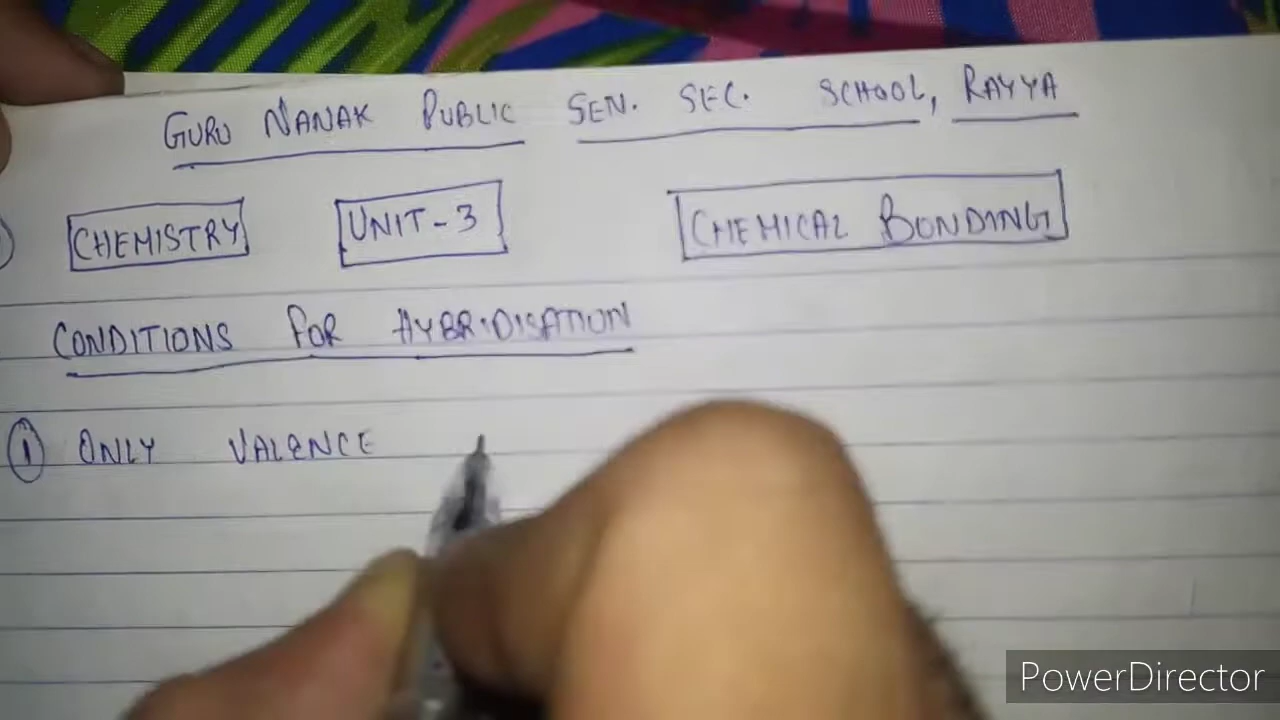 GURU NANAK PUBLIC SEN. SEC. SCHOOL, RAYYA
CHEMISTRY UNIT-3 CHEMICAL BONDING
CONDITIONS FOR HYBRIDISATION
1 ONLY VALENCE
PowerDirector